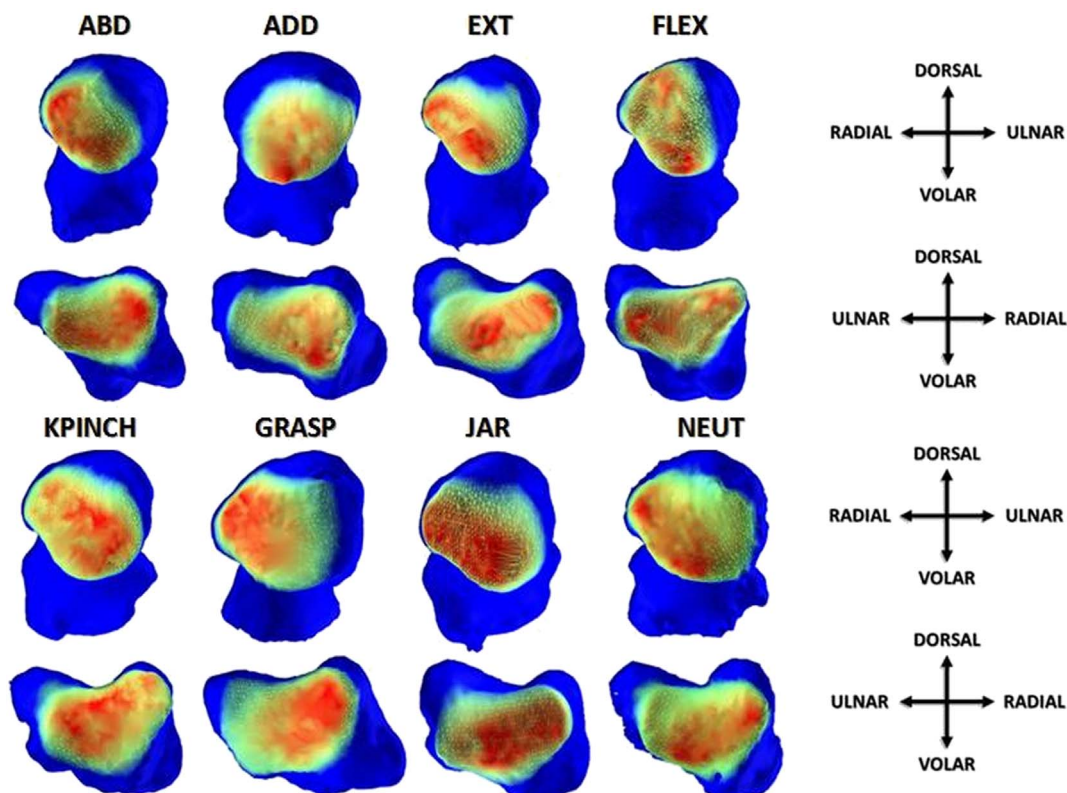 ABD ADD EXT FLEX
DORSAL
RADIAL ULNAR
VOLAR
DORSAL
ULNAR RADIAL
VOLAR
KPINCH GRASP JAR NEUT
DORSAL
RADIAL ULNAR
VOLAR
DORSAL
ULNAR RADIAL
VOLAR